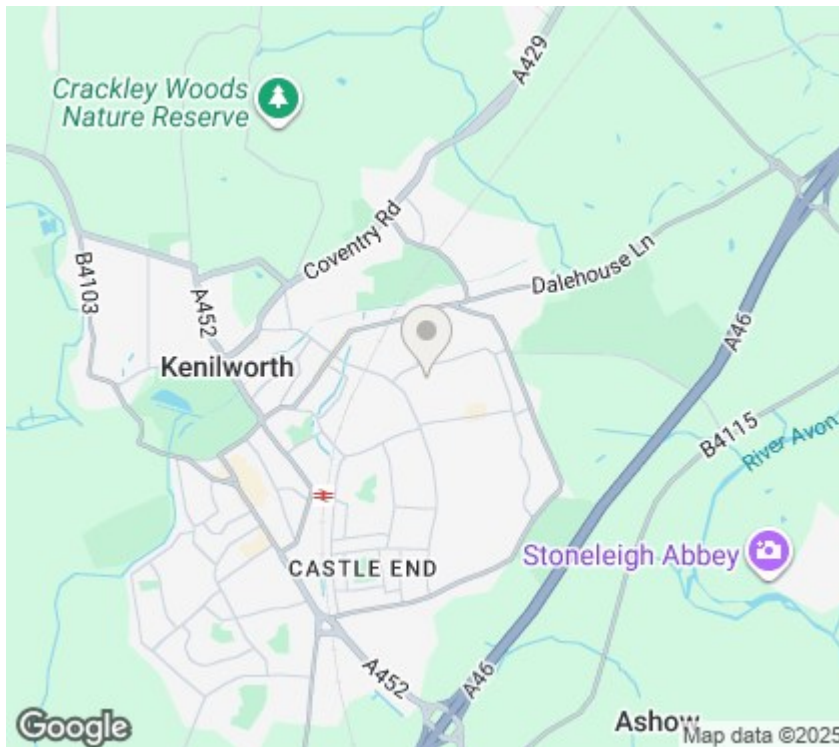 Crackley Woods
Nature Reserve
A429
Coventry Rd
B4103
A452
Dalehouse Ln
A46
Kenilworth
B4115
River Avon
Stoneleigh Abbey
CASTLE END
A452
A46
Ashow
Google
Map data ©2025